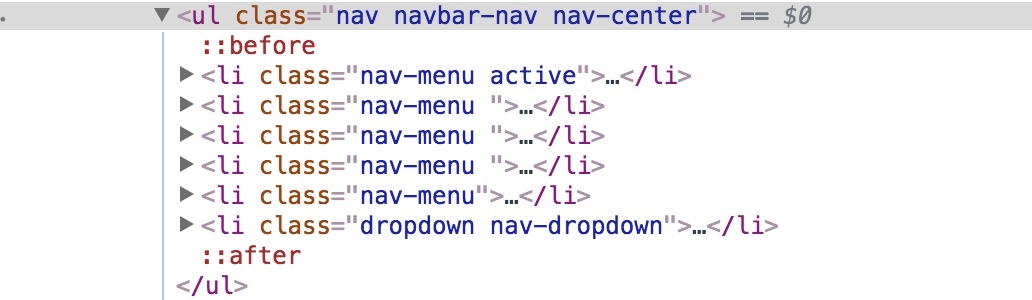 <ul class="nav navbar-nav nav-center"> == $0
::before
<li class="nav-menu active">…</li>
<li class="nav-menu ">…</li>
<li class="nav-menu ">…</li>
<li class="nav-menu ">…</li>
<li class="nav-menu">…</li>
<li class="dropdown nav-dropdown">…</li>
::after
</ul>